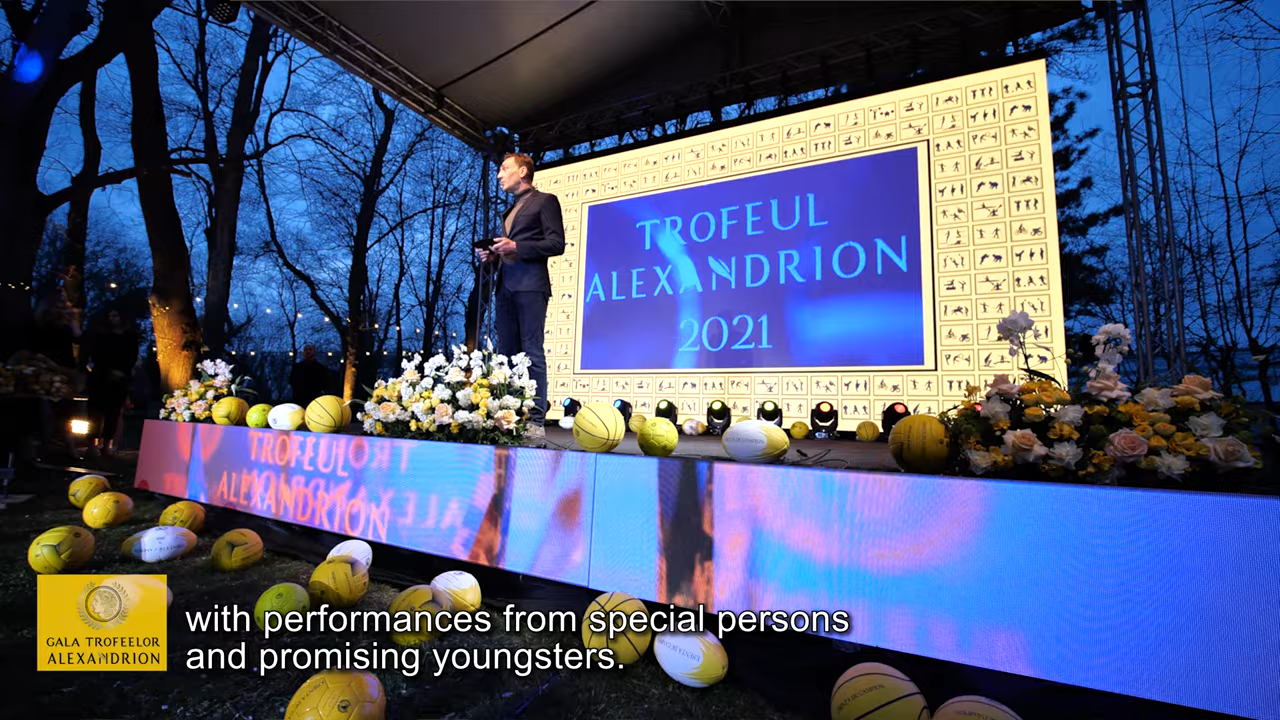 TROFEUL
ALEXANDRION
2021
TROFEUL
ALEXANDRION
GALA TROFEELOR
ALEXANDRION
with performances from special persons
and promising youngsters.